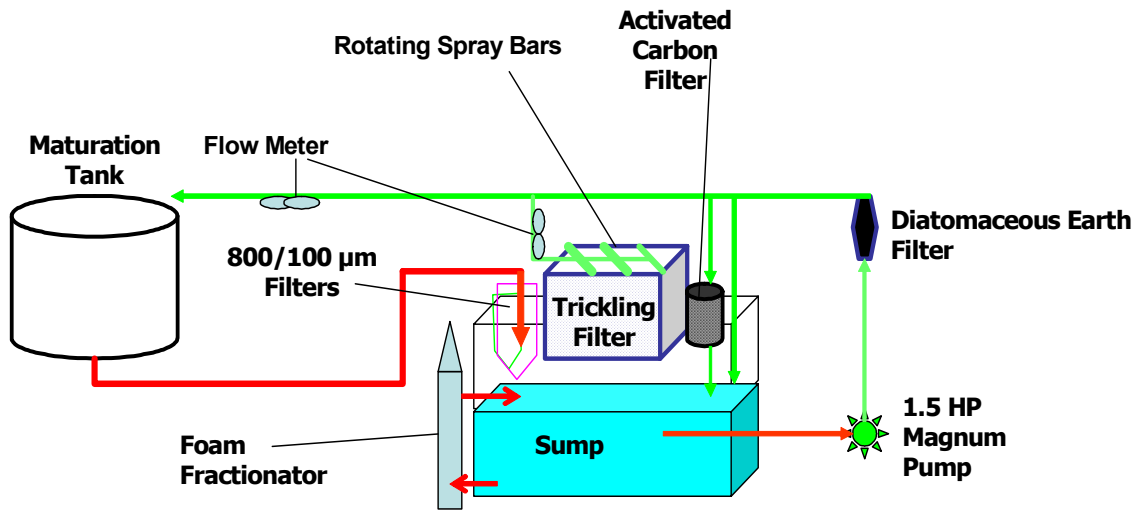 Activated
Carbon
Filter
Rotating Spray Bars
Maturation
Tank
Flow Meter
Diatomaceous Earth
Filter
800/100 µm
Filters
Trickling
Filter
Foam
Fractionator
Sump
1.5 HP
Magnum
Pump